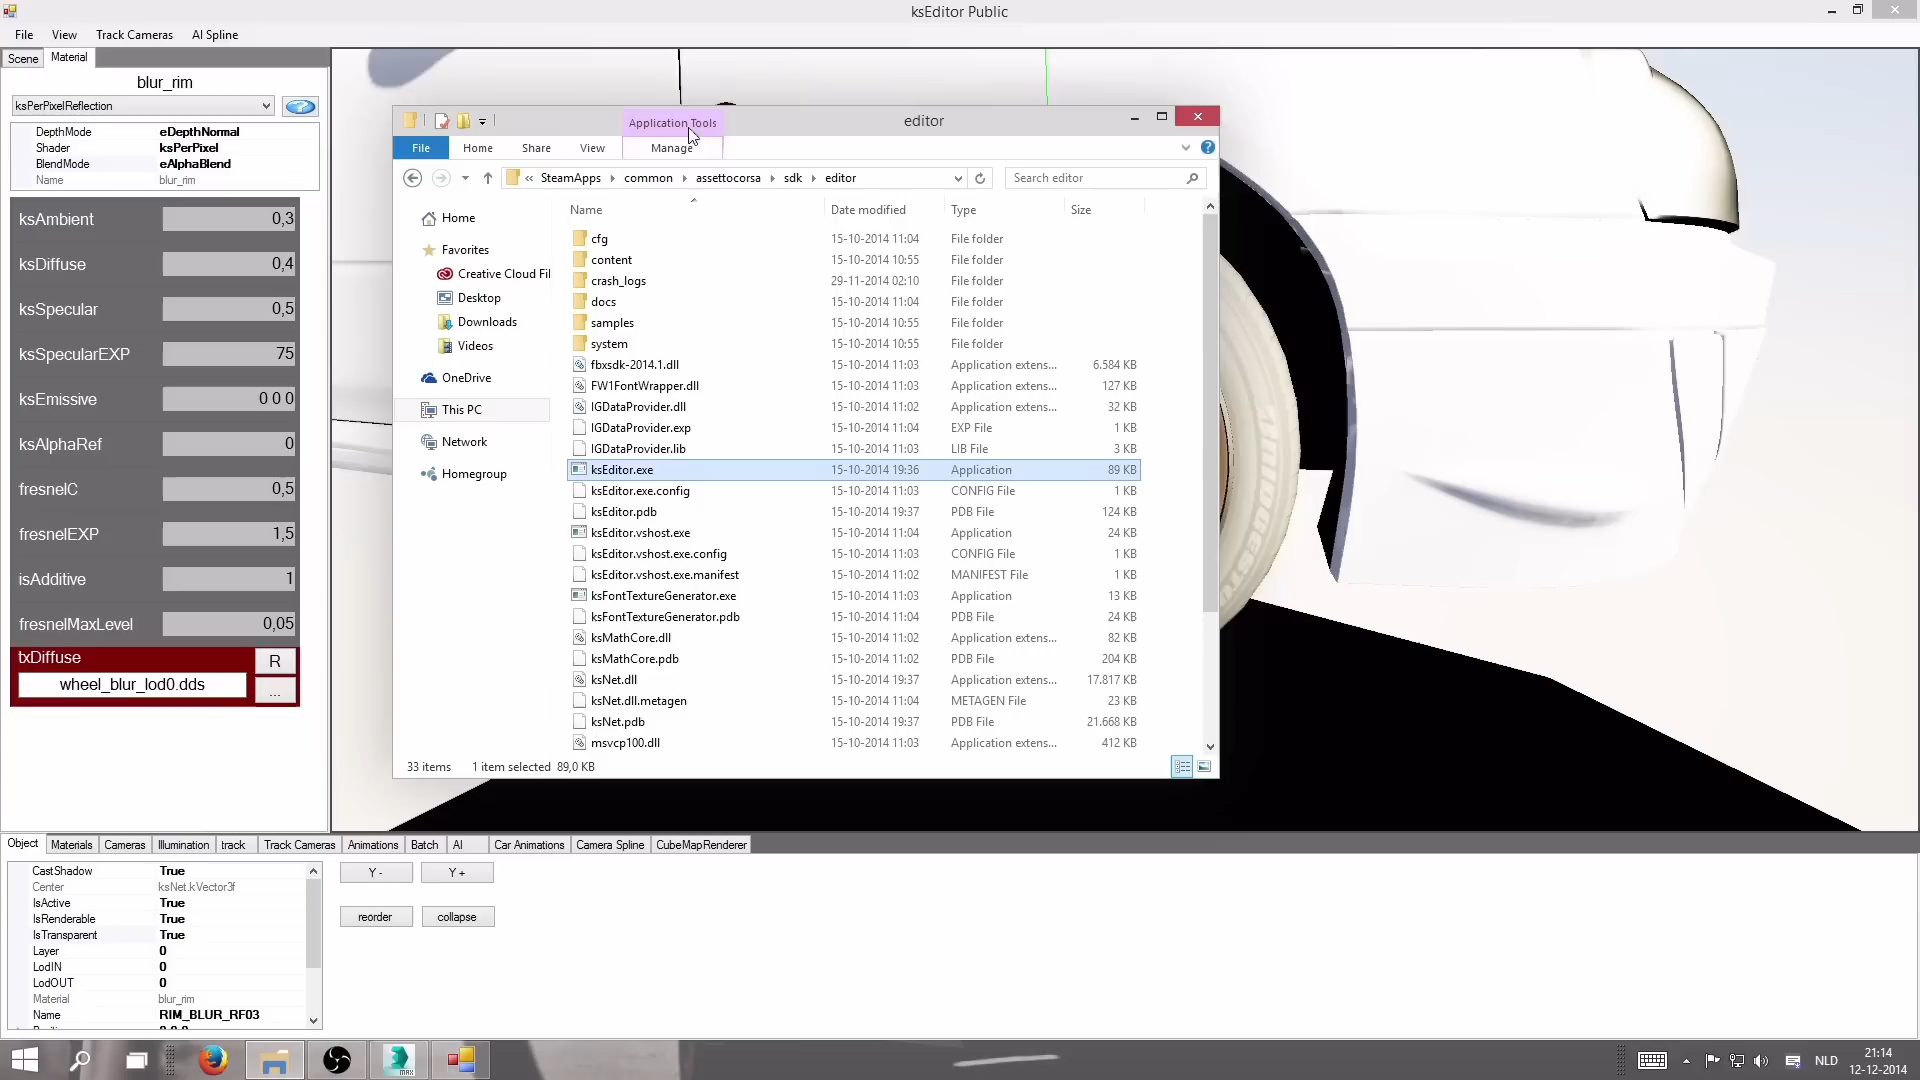 ksEditor Public
File View Track Cameras AI Spline
Scene Material
blur_rim
ksPerPixelReflection
DepthMode eDepthNormal
Shader ksPerPixel
BlendMode eAlphaBlend
Name blur_rim
ksAmbient 0,3
ksDiffuse 0,4
ksSpecular 0,5
ksSpecularEXP 75
ksEmissive 0 0 0
ksAlphaRef 0
fresnelC 0,5
fresnelEXP 1,5
isAdditive 1
fresnelMaxLevel 0,05
txDiffuse R
wheel_blur_lod0.dds ...
Application Tools editor
File Home Share View Manage
« SteamApps common assettocorsa sdk editor Search editor
Home
Favorites
Creative Cloud Fil
Desktop
Downloads
Videos
OneDrive
This PC
Network
Homegroup
Name Date modified Type Size
cfg 15-10-2014 11:04 File folder
content 15-10-2014 10:55 File folder
crash_logs 29-11-2014 02:10 File folder
docs 15-10-2014 11:04 File folder
samples 15-10-2014 10:55 File folder
system 15-10-2014 10:55 File folder
fbxsdk-2014.1.dll 15-10-2014 11:03 Application extens... 6.584 KB
FW1FontWrapper.dll 15-10-2014 11:03 Application extens... 127 KB
IGDataProvider.dll 15-10-2014 11:02 Application extens... 32 KB
IGDataProvider.exp 15-10-2014 11:04 EXP File 1 KB
IGDataProvider.lib 15-10-2014 11:04 LIB File 3 KB
ksEditor.exe 15-10-2014 19:36 Application 89 KB
ksEditor.exe.config 15-10-2014 11:03 CONFIG File 1 KB
ksEditor.pdb 15-10-2014 19:37 PDB File 124 KB
ksEditor.vshost.exe 15-10-2014 11:04 Application 24 KB
ksEditor.vshost.exe.config 15-10-2014 11:03 CONFIG File 1 KB
ksEditor.vshost.exe.manifest 15-10-2014 11:02 MANIFEST File 1 KB
ksFontTextureGenerator.exe 15-10-2014 11:03 Application 13 KB
ksFontTextureGenerator.pdb 15-10-2014 11:04 PDB File 24 KB
ksMathCore.dll 15-10-2014 11:02 Application extens... 82 KB
ksMathCore.pdb 15-10-2014 11:02 PDB File 204 KB
ksNet.dll 15-10-2014 19:37 Application extens... 17.817 KB
ksNet.dll.metagen 15-10-2014 11:04 METAGEN File 23 KB
ksNet.pdb 15-10-2014 19:37 PDB File 21.668 KB
msvcp100.dll 15-10-2014 11:03 Application extens... 412 KB
33 items 1 item selected 89,0 KB
Object Materials Cameras Illumination track Track Cameras Animations Batch AI Car Animations Camera Spline CubeMapRenderer
CastShadow True
Center ksNet.kVector3f
IsActive True
IsRenderable True
IsTransparent True
Layer 0
LodIN 0
LodOUT 0
Material blur_rim
Name RIM_BLUR_RF03
Y - Y +
reorder collapse
MAX
NLD
21:14
12-12-2014